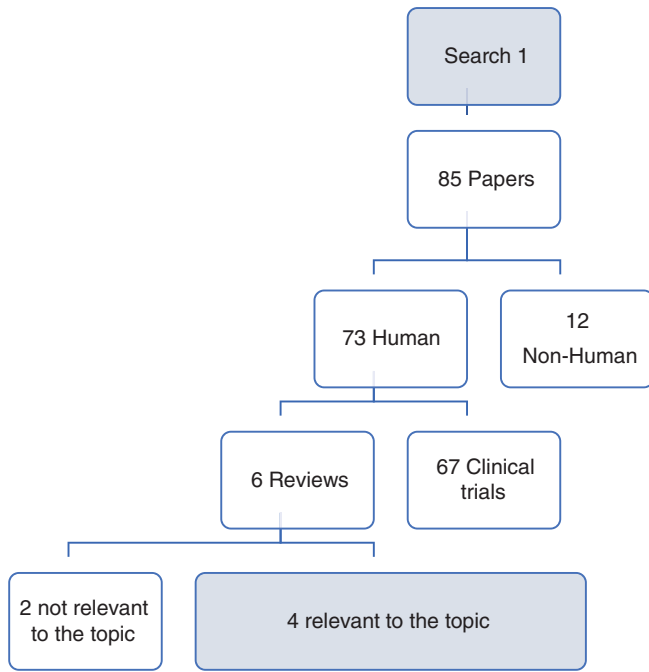 Search 1
85 Papers
73 Human
12
Non-Human
6 Reviews
67 Clinical
trials
2 not relevant
to the topic
4 relevant to the topic